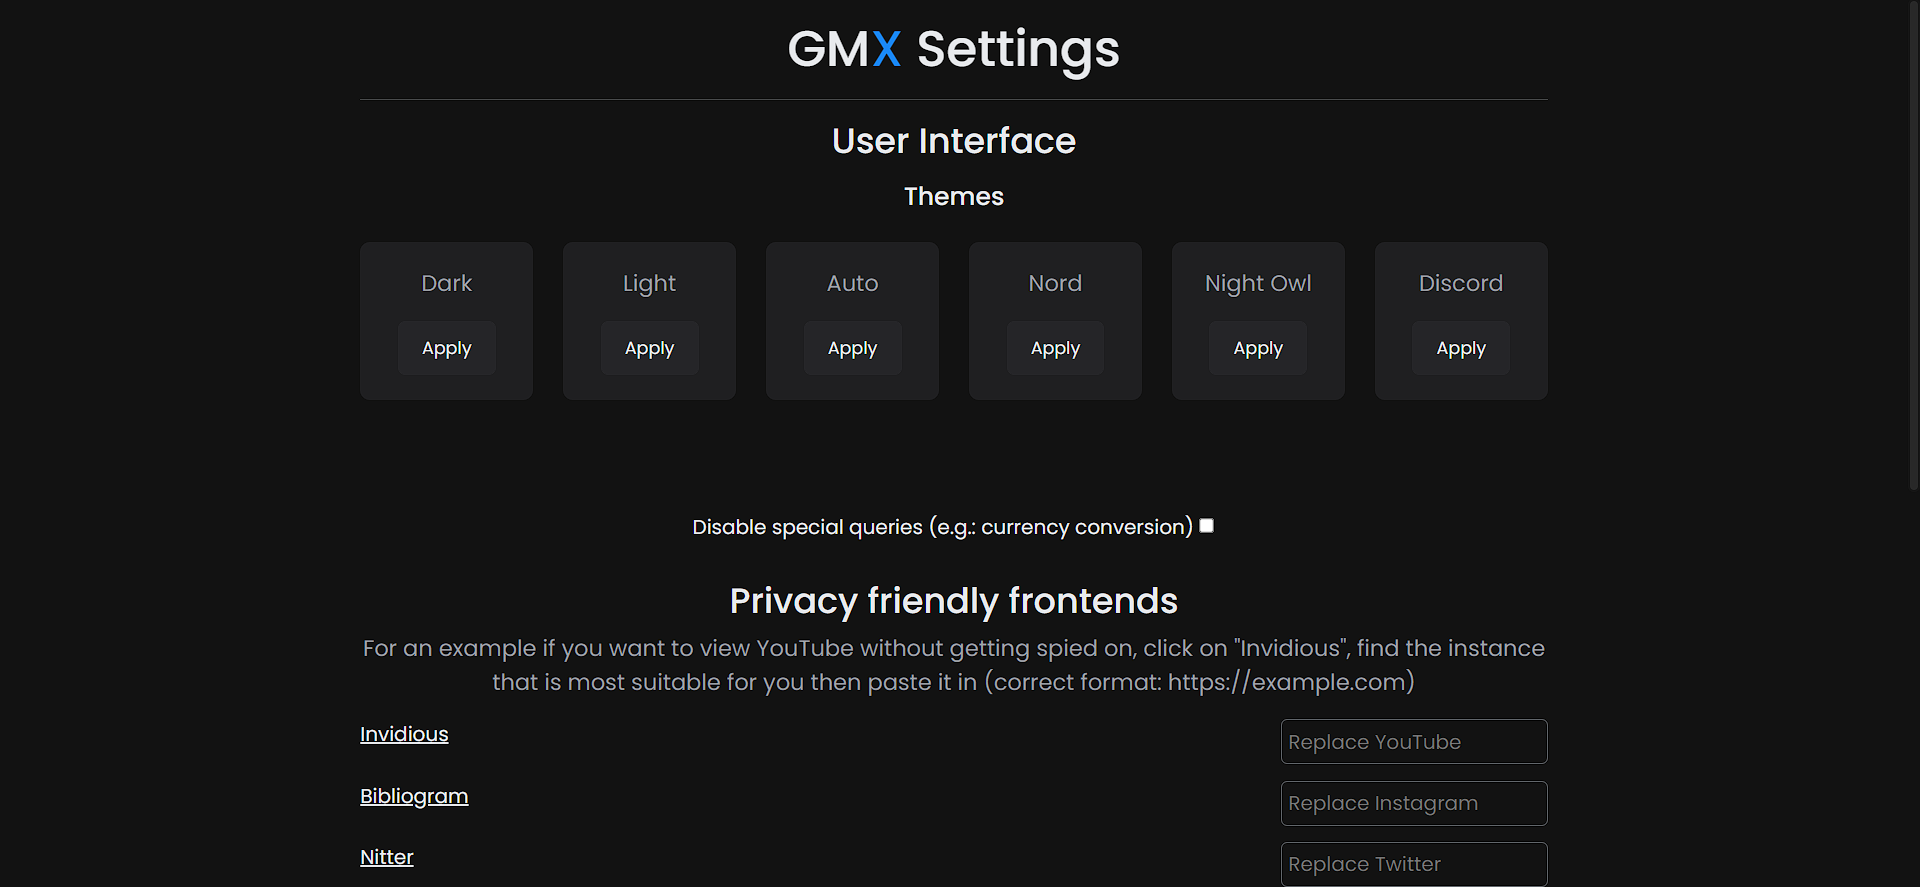 GMX Settings
User Interface
Themes
Dark Light Auto Nord Night Owl Discord
Apply Apply Apply Apply Apply Apply
Disable special queries (e.g.: currency conversion)
Privacy friendly frontends
For an example if you want to view YouTube without getting spied on, click on "Invidious", find the instance
that is most suitable for you then paste it in (correct format: https://example.com)
Invidious Replace YouTube
Bibliogram Replace Instagram
Nitter Replace Twitter